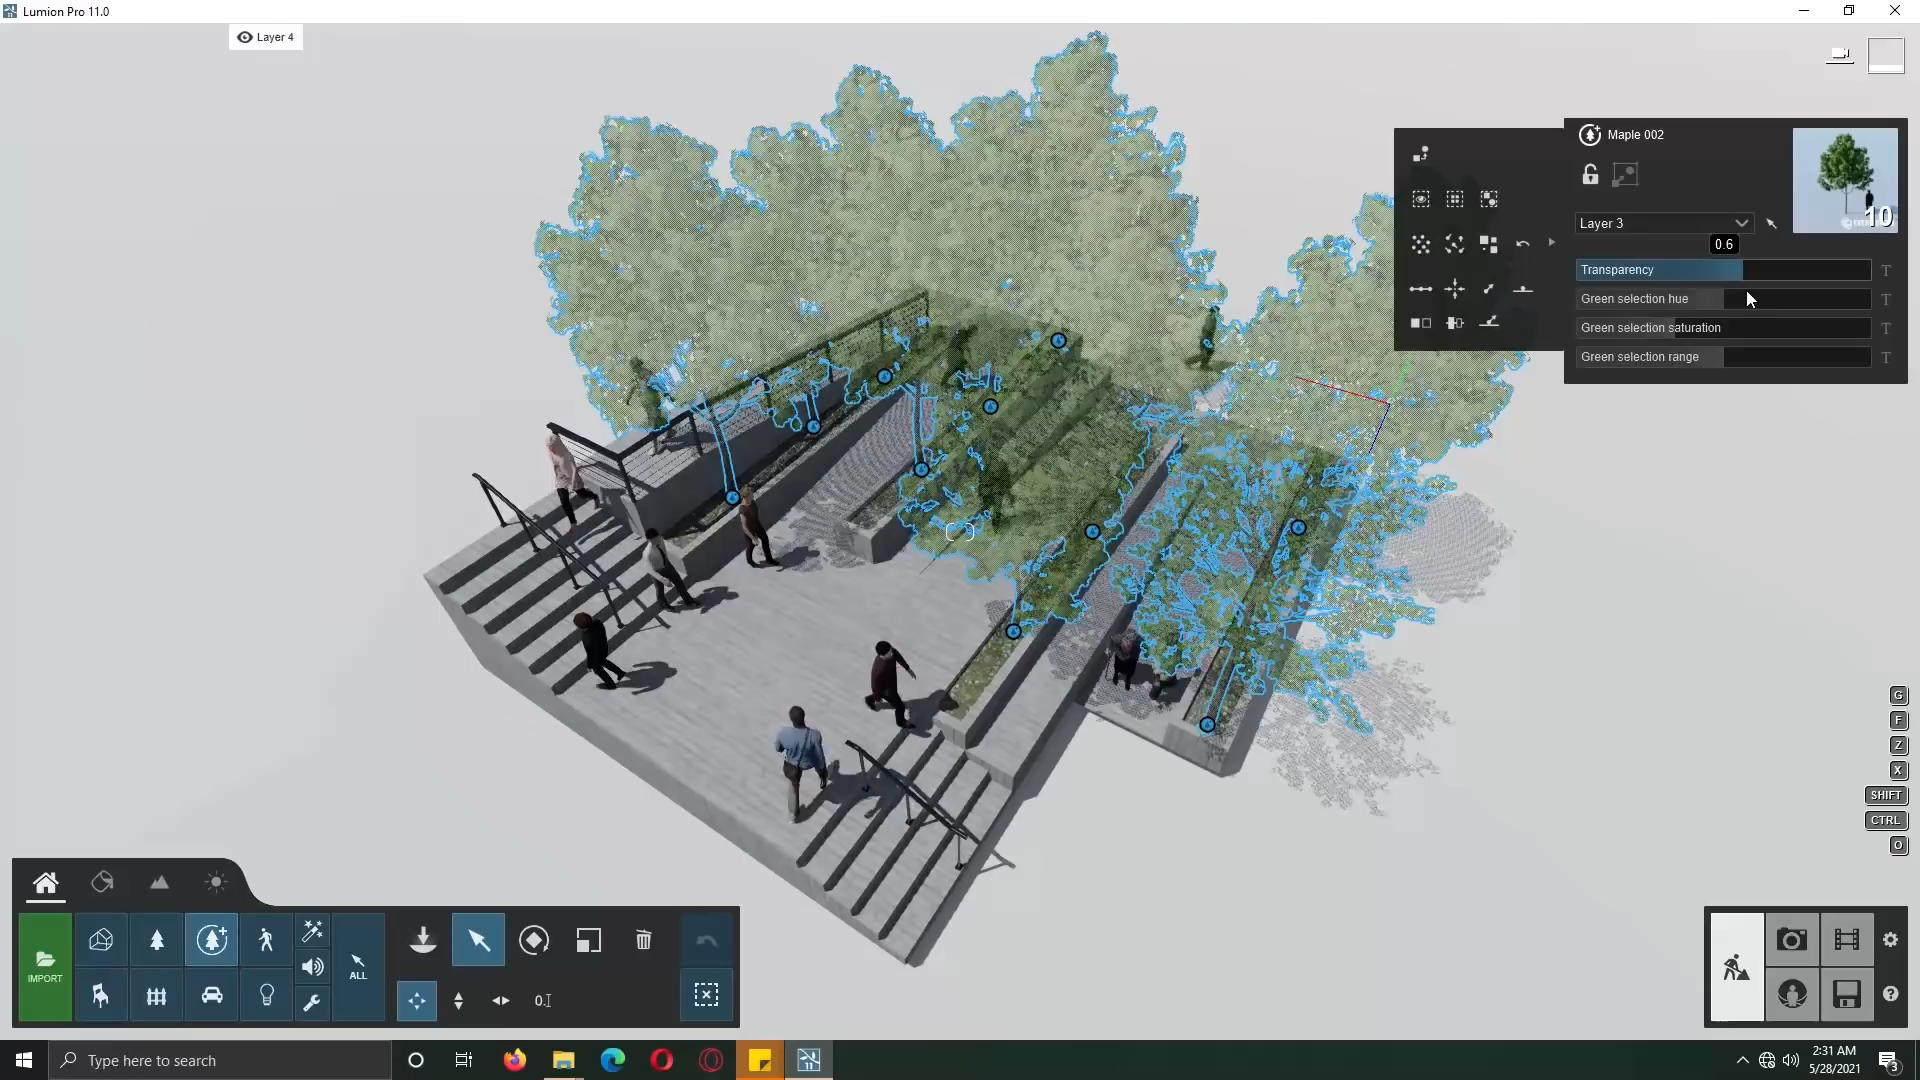 Lumion Pro 11.0
Layer 4
Maple 002
10
Layer 3
0.6
Transparency
T
Green selection hue
T
Green selection saturation
T
Green selection range
T
G
F
Z
X
SHIFT
CTRL
O
IMPORT
ALL
0.
Type here to search
11
2:31 AM
5/28/2021
3